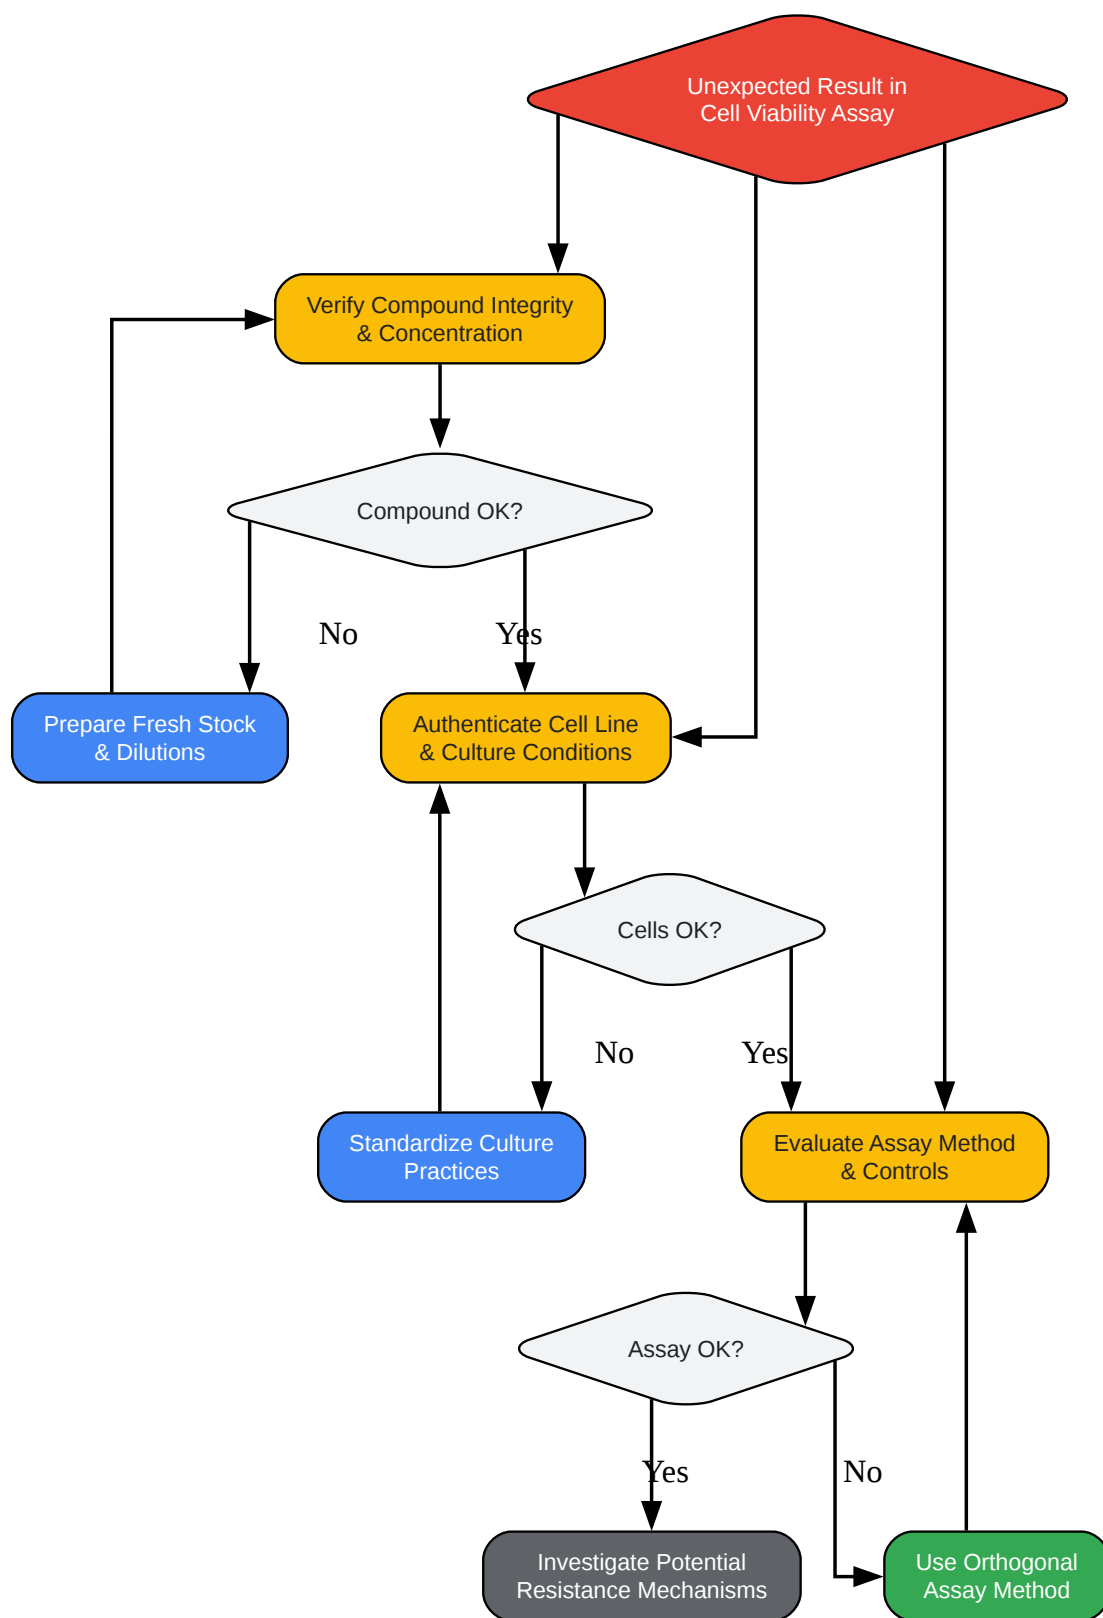 Unexpected Result in
Cell Viability Assay
Verify Compound Integrity
& Concentration
Compound OK?
No
Yes
Prepare Fresh Stock
& Dilutions
Authenticate Cell Line
& Culture Conditions
Cells OK?
No
Yes
Standardize Culture
Practices
Evaluate Assay Method
& Controls
Assay OK?
Yes
No
Investigate Potential
Resistance Mechanisms
Use Orthogonal
Assay Method